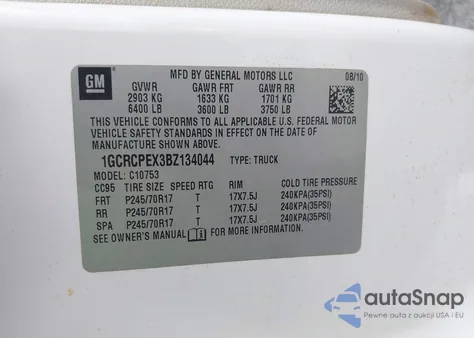 GM
MFD BY GENERAL MOTORS LLC 08/10
GVWR GAWR FRT GAWR RR
2903 KG 1633 KG 1701 KG
6400 LB 3600 LB 3750 LB
THIS VEHICLE CONFORMS TO ALL APPLICABLE U.S. FEDERAL MOTOR
VEHICLE SAFETY STANDARDS IN EFFECT ON THE DATE OF
MANUFACTURE SHOWN ABOVE.
1GCRCPEX3BZ134044 TYPE: TRUCK
MODEL: C10753
CC95 TIRE SIZE SPEED RTG RIM COLD TIRE PRESSURE
FRT P245/70R17 T 17X7.5J 240KPA(35PSI)
RR P245/70R17 T 17X7.5J 240KPA(35PSI)
SPA P245/70R17 T 17X7.5J 240KPA(35PSI)
SEE OWNER'S MANUAL FOR MORE INFORMATION.
autoSnap
Pewne auta z aukcji USA i EU